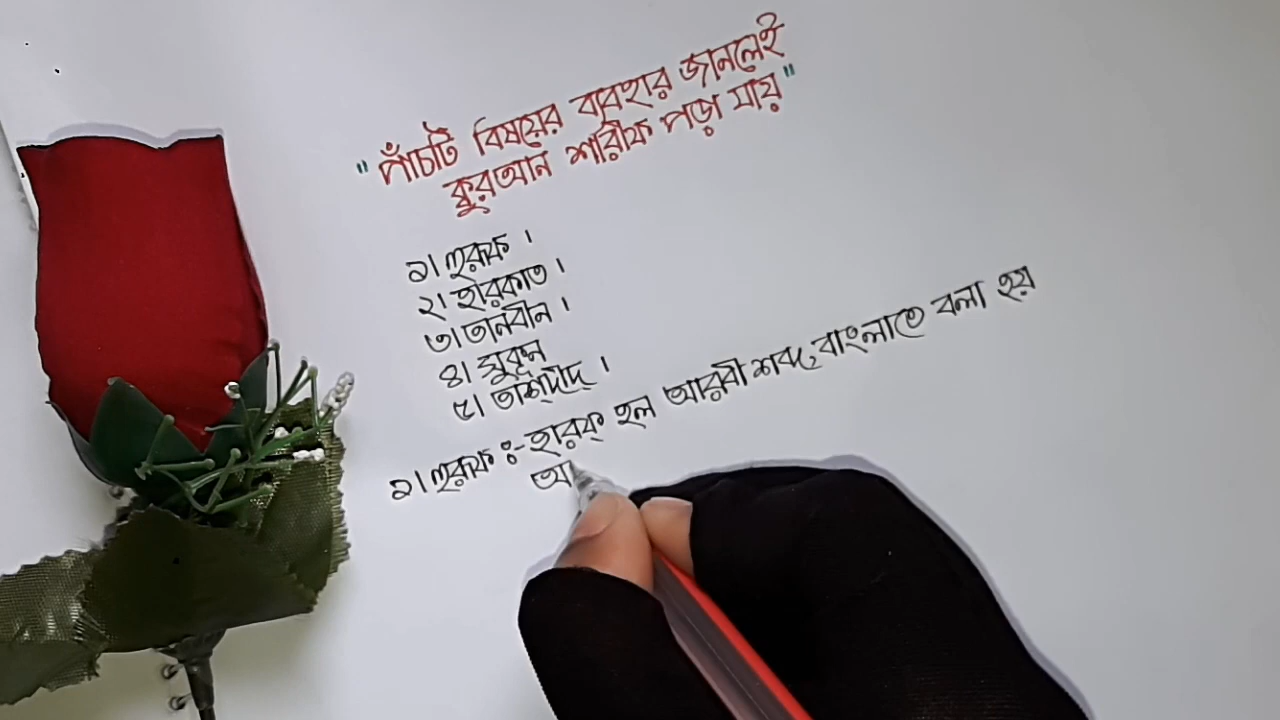 "পাঁচটি বিষয়ের ব্যবহার জানলেই
ক্বুরআন শরীফ পড়া যায়"
১। হুরূফ ।
২। হারকাত ।
৩। তানবীন ।
৪। সুকূন
৫। তাশদীদ ।
১। হুরূফ ঃ- হারফ্ হল আরবী শব্দ, বাংলাতে বলা হয়
অ